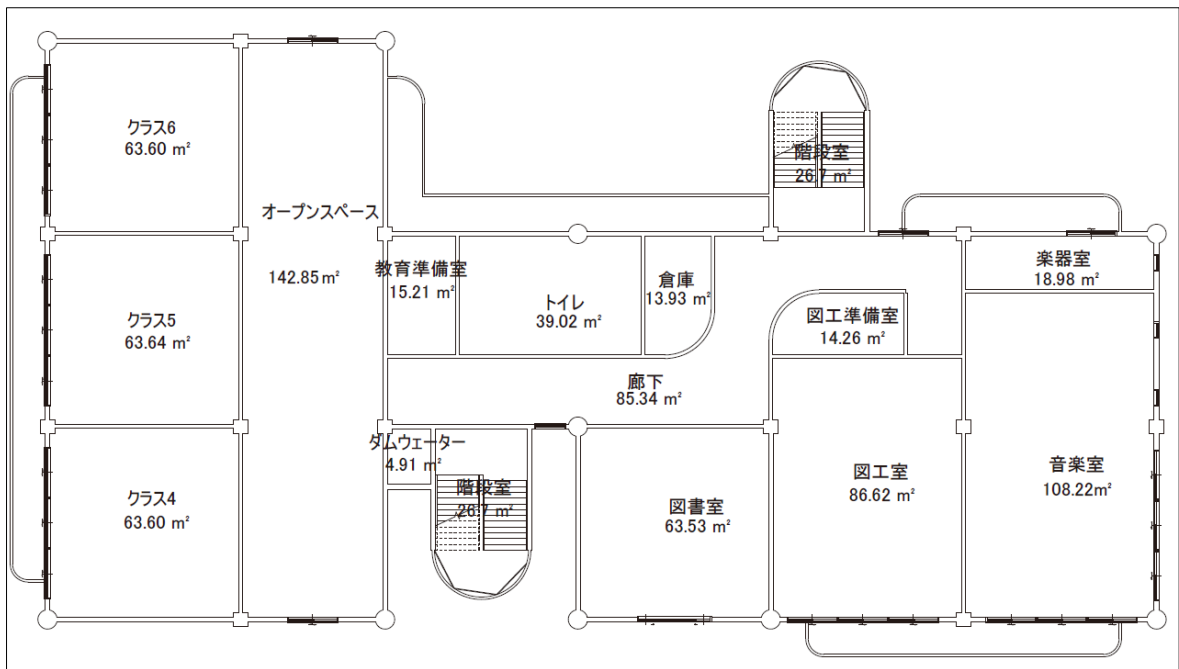 クラス6
63.60 ㎡
階段室
26.7 ㎡
オープンスペース
142.85㎡
教育準備室
15.21 ㎡
トイレ
39.02 ㎡
倉庫
13.93 ㎡
楽器室
18.98 ㎡
クラス5
63.64 ㎡
図工準備室
14.26 ㎡
廊下
85.34 ㎡
ダムウェーター
4.91 ㎡
クラス4
63.60 ㎡
階段室
26.7 ㎡
図書室
63.53 ㎡
図工室
86.62 ㎡
音楽室
108.22㎡